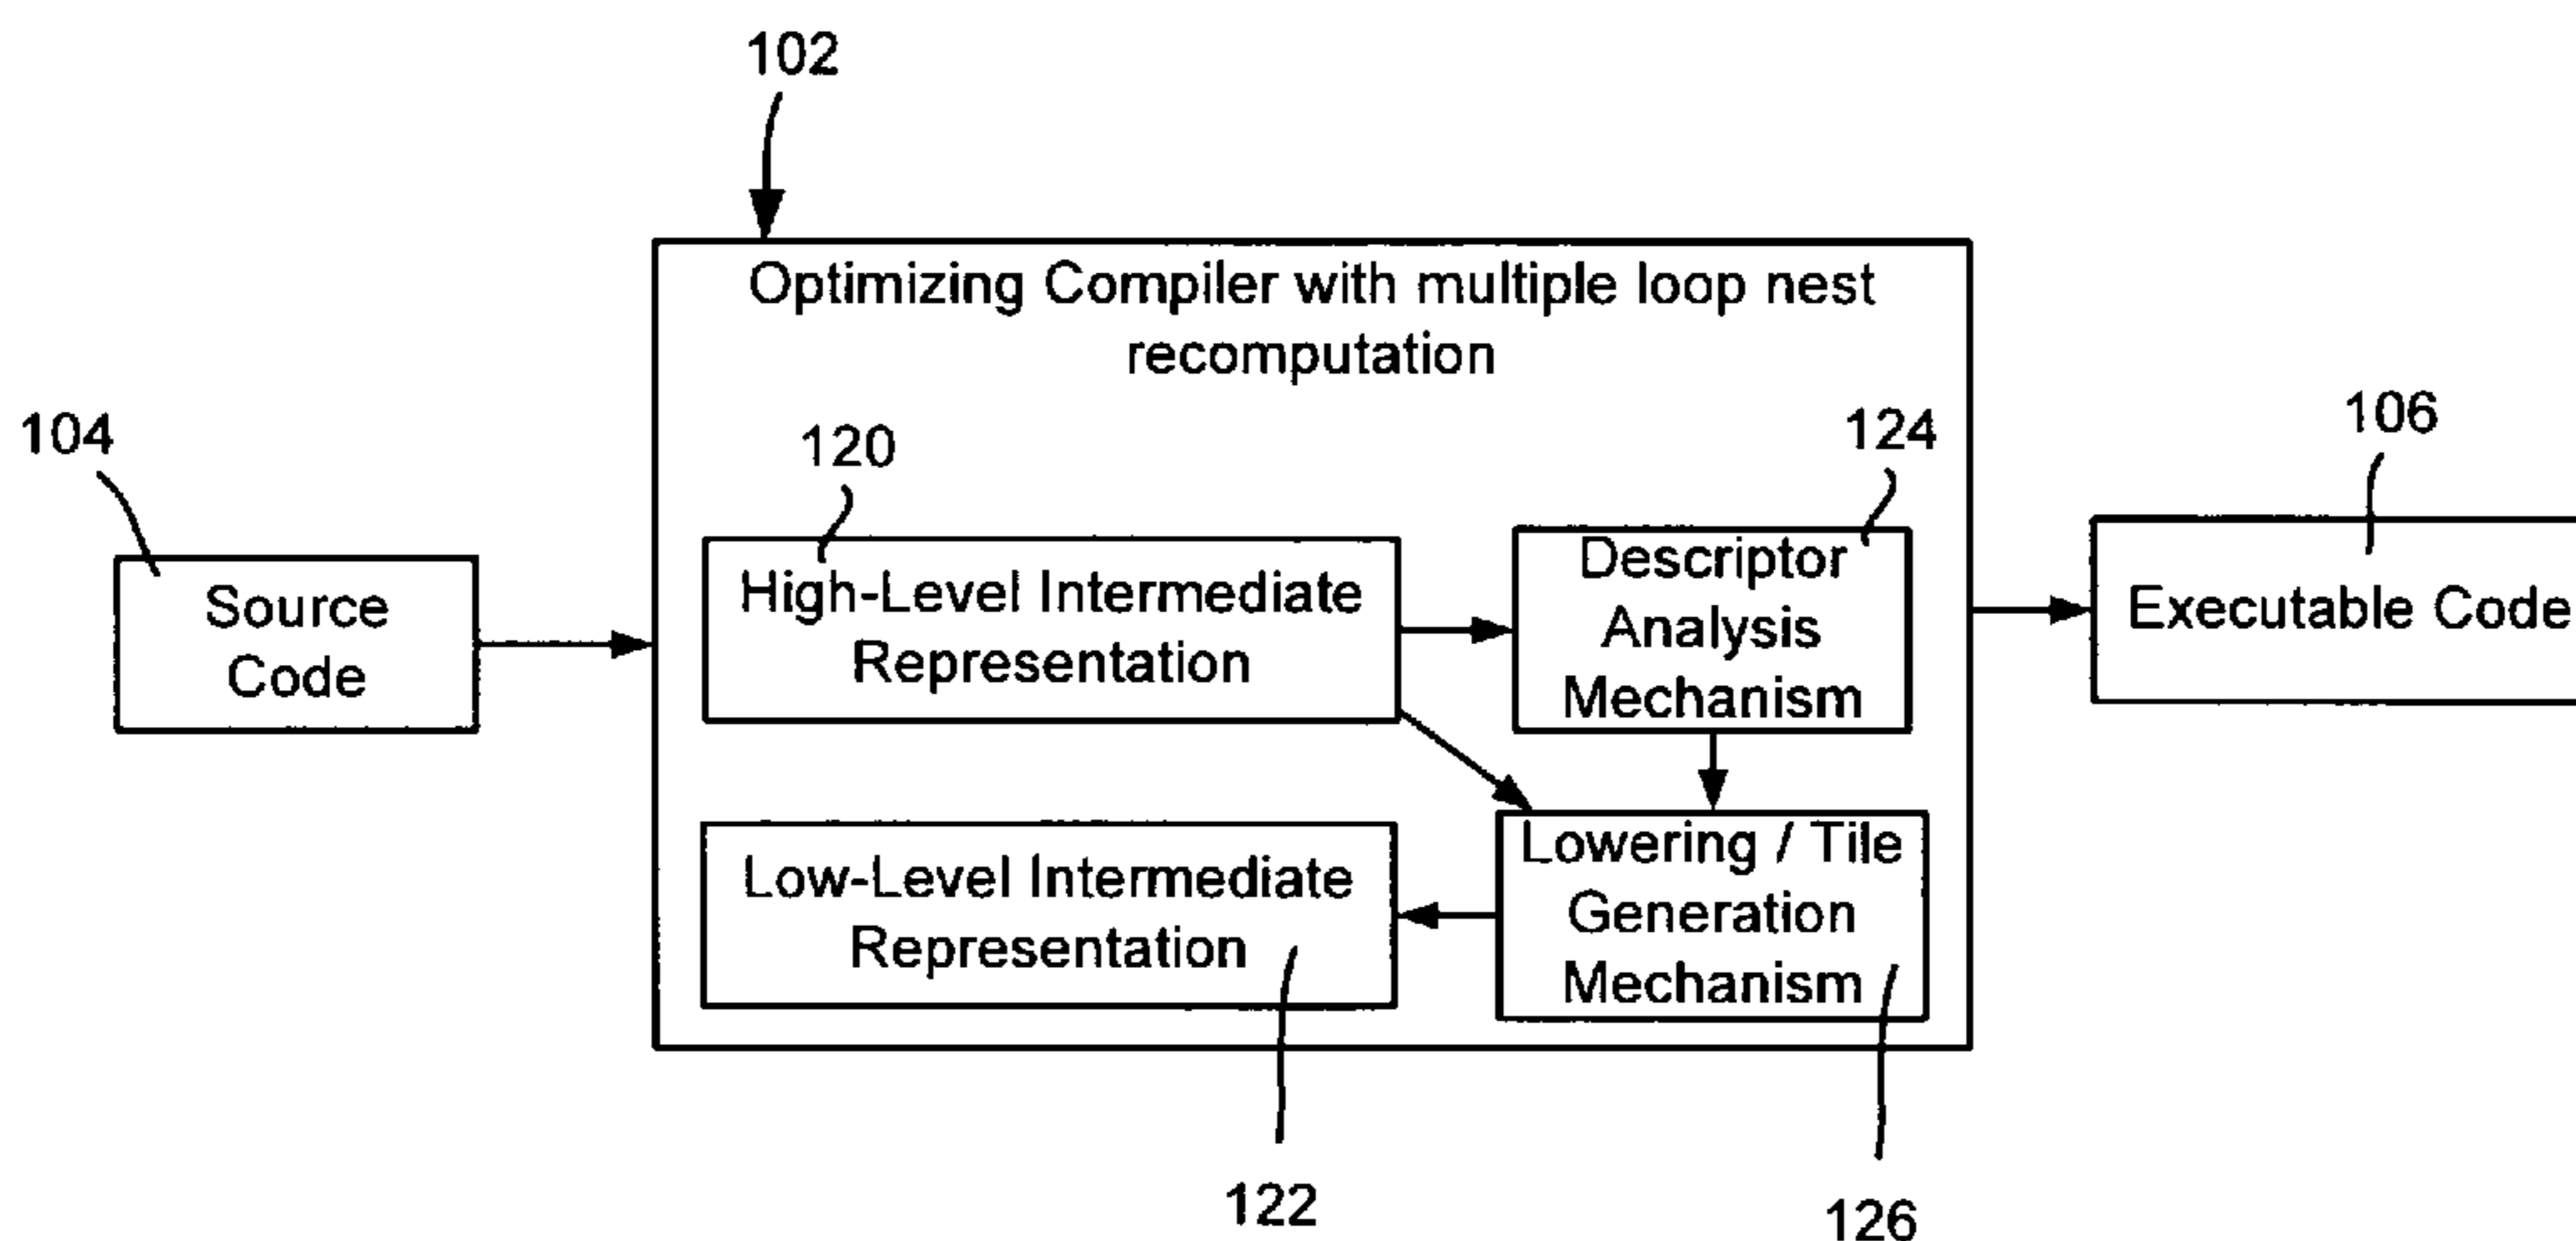 102
Optimizing Compiler with multiple loop nest
recomputation
104
120
124
106
Source
Code
High-Level Intermediate
Representation
Descriptor
Analysis
Mechanism
Executable Code
Low-Level Intermediate
Representation
Lowering / Tile
Generation
Mechanism
122
126